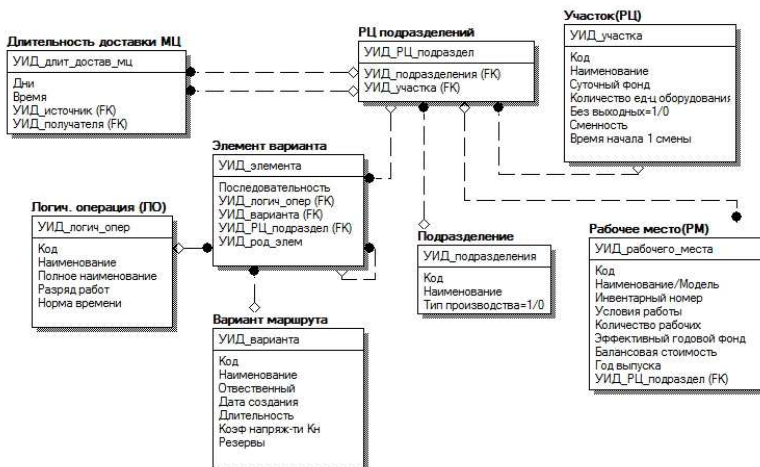 Длительность доставки МЦ
УИД_длит_достав_мц
Дни
Время
УИД_источник (FK)
УИД_получателя (FK)
РЦ подразделений
УИД_РЦ_подраздел
УИД_подразделения (FK)
УИД_участка (FK)
Участок(РЦ)
УИД_участка
Код
Наименование
Суточный фонд
Количество ед-ц оборудования
Без выходных=1/0
Сменность
Время начала 1 смены
Элемент варианта
УИД_элемента
Последовательность
УИД_логич_опер (FK)
УИД_варианта (FK)
УИД_РЦ_подраздел (FK)
УИД_род_элем
Логич. операция (ЛО)
УИД_логич_опер
Код
Наименование
Полное наименование
Разряд работ
Норма времени
Подразделение
УИД_подразделения
Код
Наименование
Тип производства=1/0
Рабочее место(РМ)
УИД_рабочего_места
Код
Наименование/Модель
Инвентарный номер
Условия работы
Количество рабочих
Эффективный годовой фонд
Балансовая стоимость
Год выпуска
УИД_РЦ_подраздел (FK)
Вариант маршрута
УИД_варианта
Код
Наименование
Отвественный
Дата создания
Длительность
Коэф напряж-ти Кн
Резервы